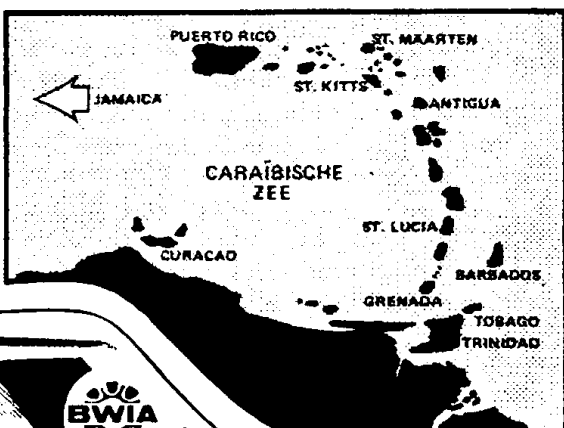 PUERTO RICO
ST. MAARTEN
ST. KITTS
JAMAICA
ANTIGUA
CARAÏBISCHE
ZEE
ST. LUCIA
CURACAO
BARBADOS
GRENADA
TOBAGO
TRINIDAD
BWIA